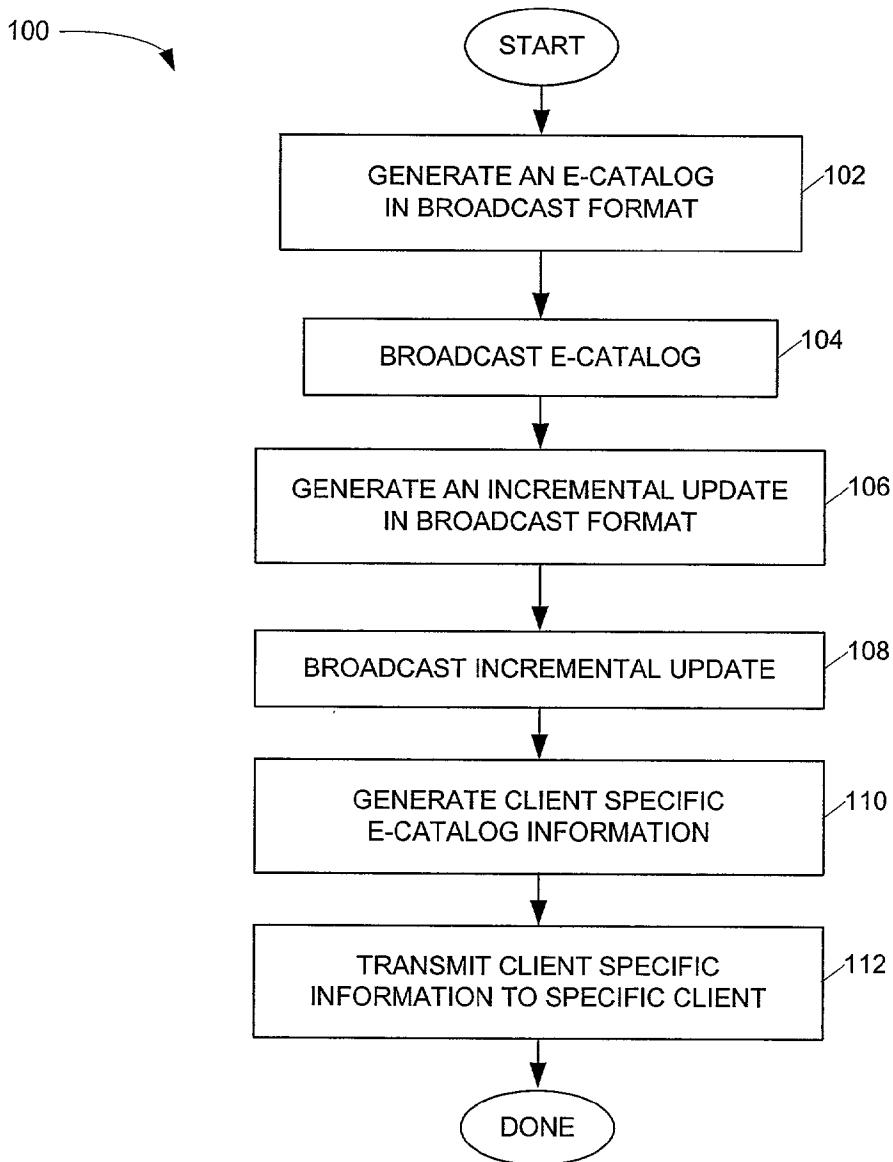 100
START
GENERATE AN E-CATALOG
IN BROADCAST FORMAT
102
BROADCAST E-CATALOG
104
GENERATE AN INCREMENTAL UPDATE
IN BROADCAST FORMAT
106
BROADCAST INCREMENTAL UPDATE
108
GENERATE CLIENT SPECIFIC
E-CATALOG INFORMATION
110
TRANSMIT CLIENT SPECIFIC
INFORMATION TO SPECIFIC CLIENT
112
DONE